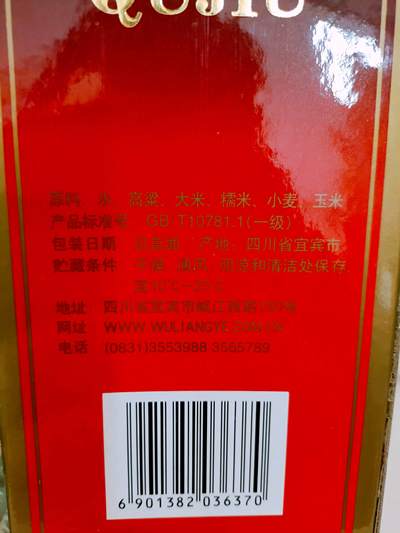 QUJIU
原料：水、高粱、大米、糯米、小麦、玉米
产品标准号：GB/T10781.1(一级)
包装日期：见盒盖 产地：四川省宜宾市
贮藏条件：干燥、通风、阴凉和清洁处保存,
地址：四川省宜宾市岷江西路150号
网址：WWW.WULIANGYE.COM.CN
电话：(0831)3553988 3565789
6 901382 036370